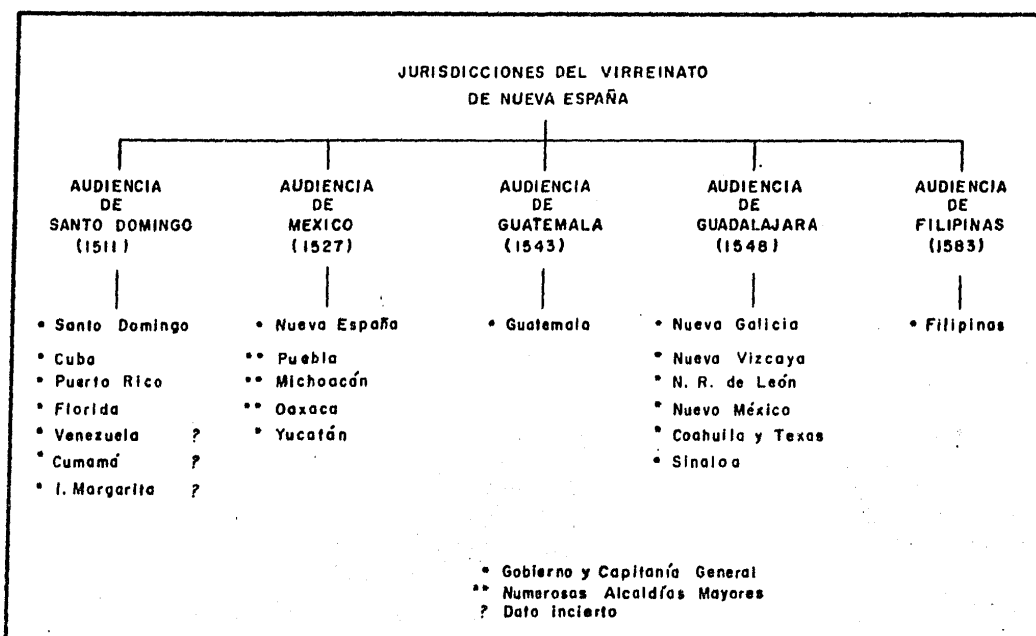 JURISDICCIONES DEL VIRREINATO
DE NUEVA ESPAÑA
AUDIENCIA
DE
SANTO DOMINGO
(1511)
* Santo Domingo
* Cuba
* Puerto Rico
* Florida
* Venezuela ?
* Cumamá ?
* I. Margarita ?
AUDIENCIA
DE
MEXICO
(1527)
* Nueva España
** Puebla
** Michoacán
** Oaxaca
* Yucatán
AUDIENCIA
DE
GUATEMALA
(1543)
* Guatemala
AUDIENCIA
DE
GUADALAJARA
(1548)
* Nueva Galicia
* Nueva Vizcaya
* N. R. de León
* Nuevo México
* Coahuila y Texas
* Sinaloa
AUDIENCIA
DE
FILIPINAS
(1583)
* Filipinas
* Gobierno y Capitanía General
** Numerosas Alcaldías Mayores
? Dato incierto